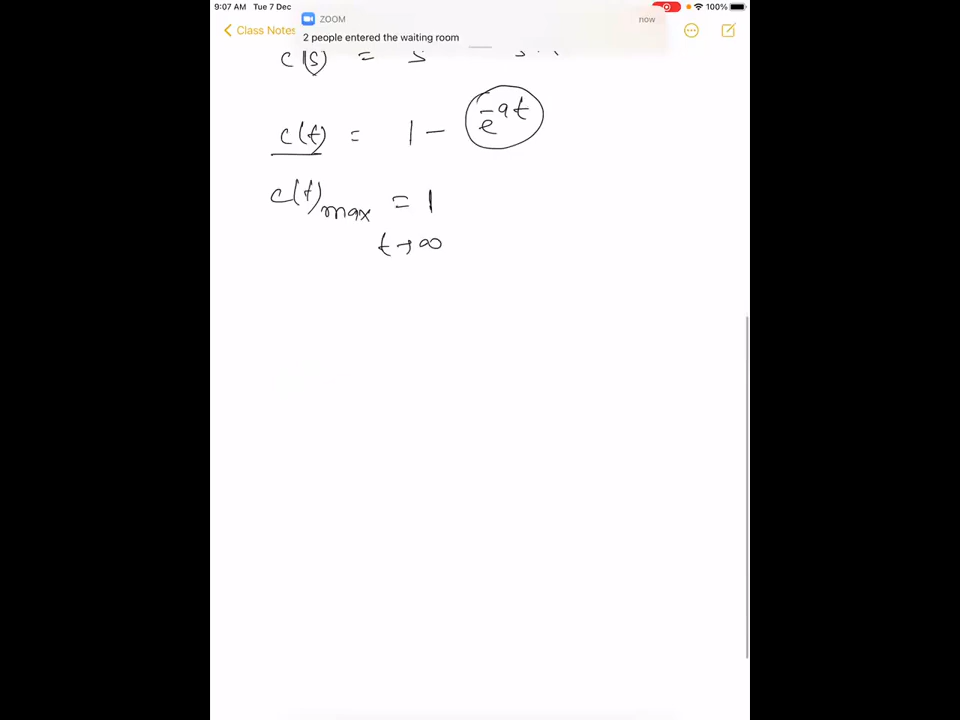 9:07 AM Tue 7 Dec 100%
ZOOM now
2 people entered the waiting room
Class Notes
c(s) =
c(t) = 1 - e^-at
c(t)max = 1
t→∞